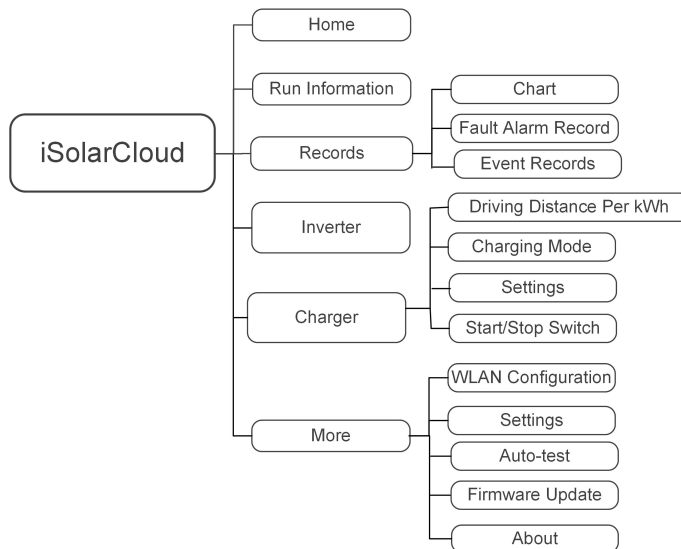 iSolarCloud
Home
Run Information
Records
Chart
Fault Alarm Record
Event Records
Inverter
Charger
Driving Distance Per kWh
Charging Mode
Settings
Start/Stop Switch
More
WLAN Configuration
Settings
Auto-test
Firmware Update
About